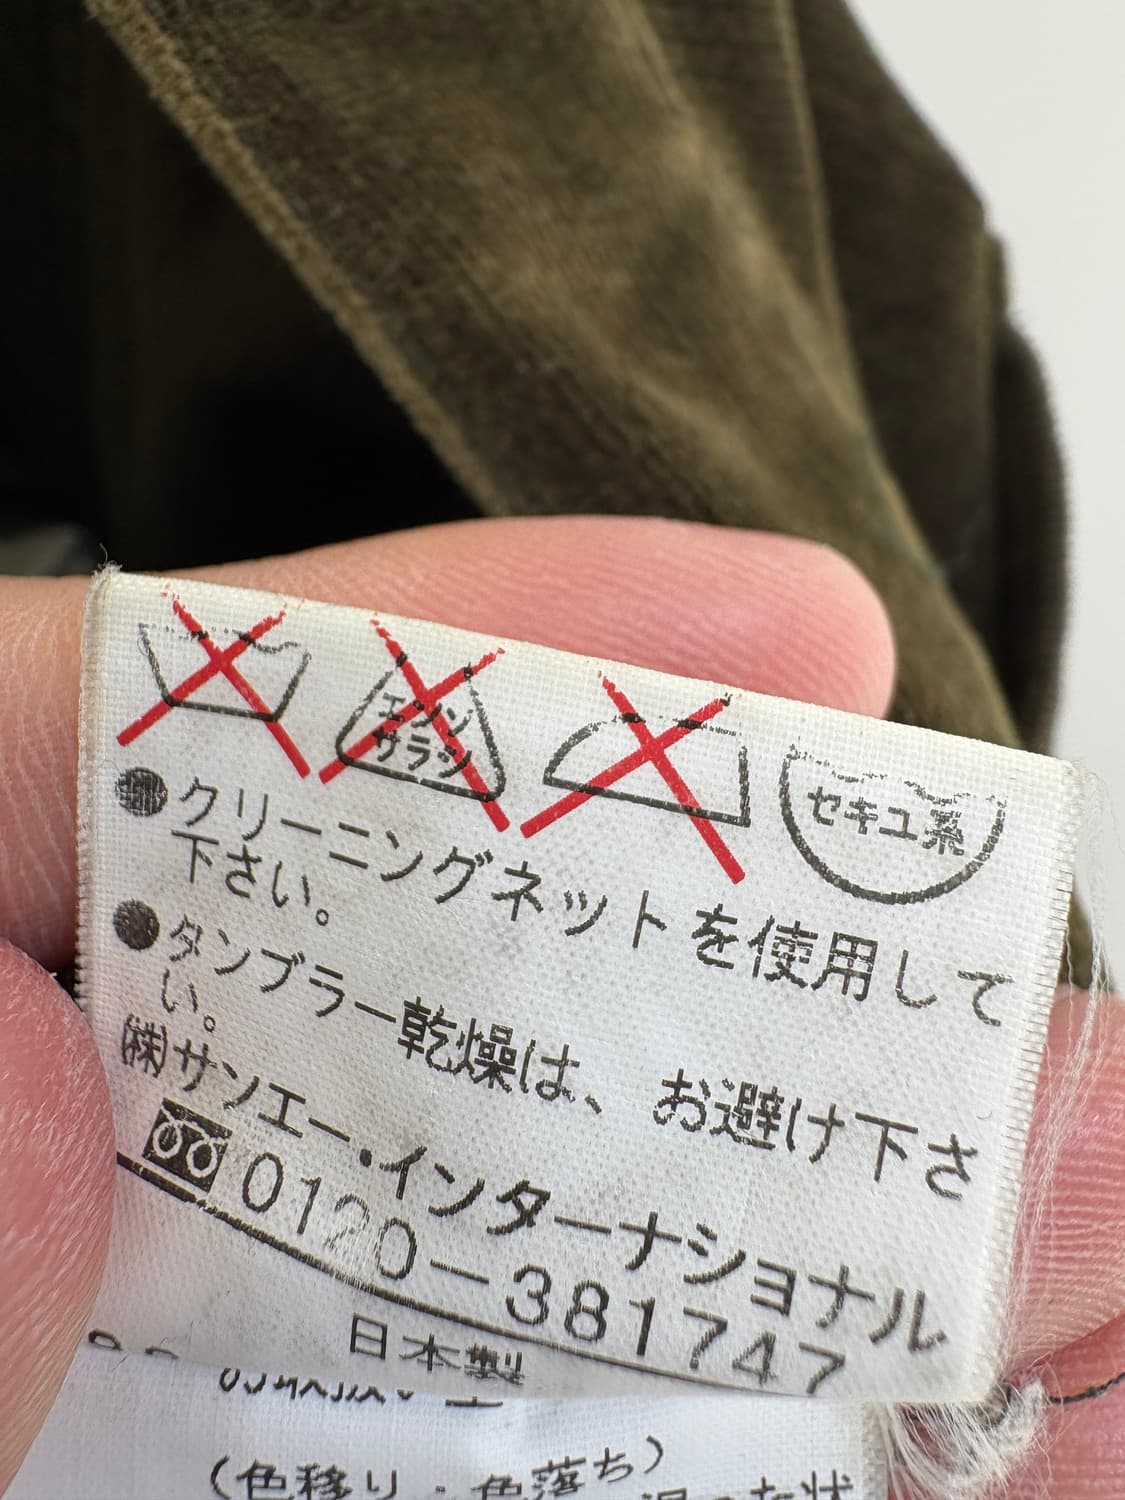 エンソ
サラシ
セキユ系
●クリーニングネットを使用して
下さい。
●タンブラー乾燥は、お避け下さ
い。
㈱サンエー・インターナショナル
0120-381747
日本製
(色移り・色落ち)